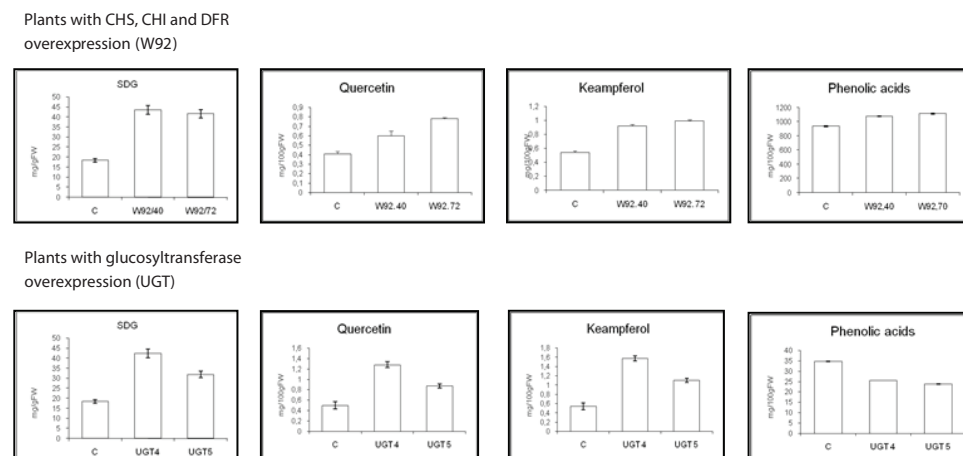 Plants with CHS, CHI and DFR
overexpression (W92)
SDG
mg/gFW
50
45
40
35
30
25
20
15
10
5
0
C W92/40 W92/72
Quercetin
mg/100gFW
0,9
0,8
0,7
0,6
0,5
0,4
0,3
0,2
0,1
0
C W92.40 W92.72
Keampferol
mg/100gFW
1,2
1
0,8
0,6
0,4
0,2
0
C W92.40 W92.72
Phenolic acids
mg/100gFW
1200
1000
800
600
400
200
0
C W92,40 W92,70
Plants with glucosyltransferase
overexpression (UGT)
SDG
mg/gFW
50
45
40
35
30
25
20
15
10
5
0
C UGT4 UGT5
Quercetin
mg/100gFW
1,6
1,4
1,2
1
0,8
0,6
0,4
0,2
0
C UGT4 UGT5
Keampferol
mg/100gFW
1,8
1,6
1,4
1,2
1
0,8
0,6
0,4
0,2
0
C UGT4 UGT5
Phenolic acids
mg/100gFW
40
35
30
25
20
15
10
5
0
C UGT4 UGT5